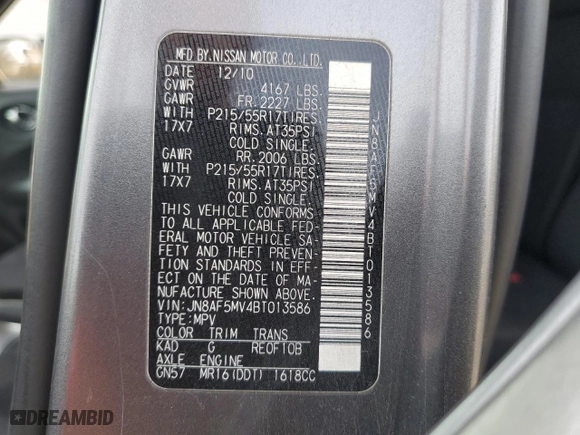 MFD BY.NISSAN MOTOR CO.,LTD.
DATE 12/10
GVWR 4167 LBS.
GAWR FR. 2227 LBS.
WITH P215/55R17TIRES.
17X7 RIMS. AT35PSI
COLD SINGLE.
GAWR RR. 2006 LBS.
WITH P215/55R17TIRES.
17X7 RIMS. AT35PSI
COLD SINGLE.
THIS VEHICLE CONFORMS
TO ALL APPLICABLE FED-
ERAL MOTOR VEHICLE SA-
FETY AND THEFT PREVEN-
TION STANDARDS IN EFF-
ECT ON THE DATE OF MA-
NUFACTURE SHOWN ABOVE.
VIN:JN8AF5MV4BT013586
TYPE:MPV
COLOR TRIM TRANS
KAD G RE0F10B
AXLE ENGINE
GN57 MR16(DDT) 1618CC
JN8AF5MV4BT013586
@DREAMBID
DREAMBID.COM